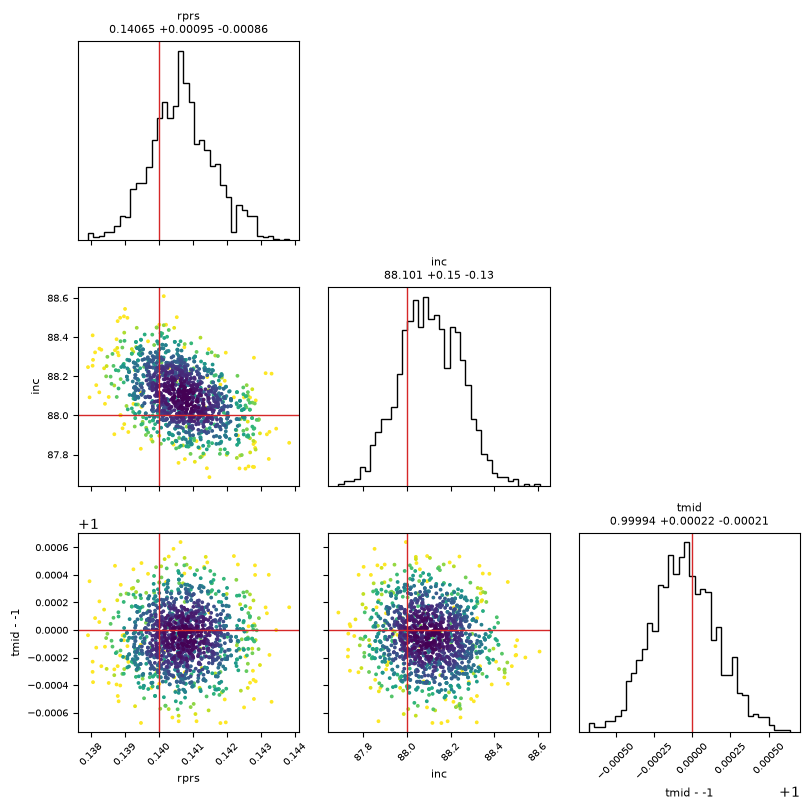 rprs
0.14065 +0.00095 -0.00086
inc
88.101 +0.15 -0.13
88.6
88.4
88.2
88.0
87.8
inc
tmid
0.99994 +0.00022 -0.00021
+1
0.0006
0.0004
0.0002
0.0000
−0.0002
−0.0004
−0.0006
tmid - -1
0.138 0.139 0.140 0.141 0.142 0.143 0.144
rprs
87.8 88.0 88.2 88.4 88.6
inc
−0.00050 −0.00025 0.00000 0.00025 0.00050
tmid - -1
+1